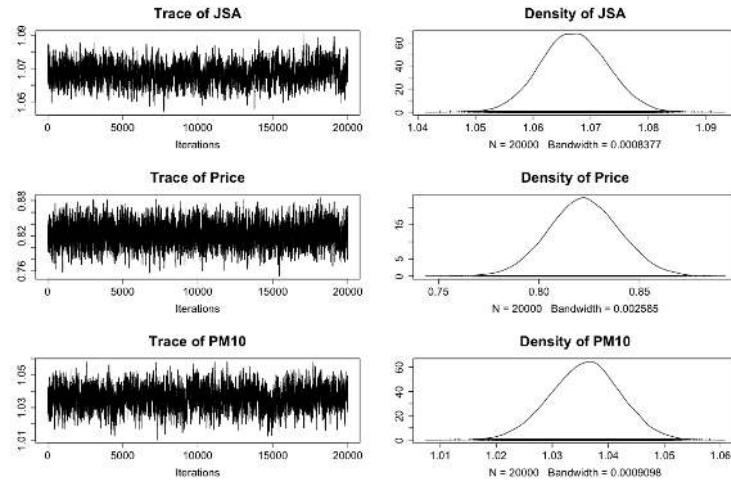 Trace of JSA
1.05 1.07 1.09
0 5000 10000 15000 20000
Iterations
Density of JSA
0 20 40 60
1.04 1.05 1.06 1.07 1.08 1.09
N = 20000 Bandwidth = 0.0008377
Trace of Price
0.76 0.82 0.88
0 5000 10000 15000 20000
Iterations
Density of Price
0 5 15
0.75 0.80 0.85
N = 20000 Bandwidth = 0.002585
Trace of PM10
1.01 1.03 1.05
0 5000 10000 15000 20000
Iterations
Density of PM10
0 20 40 60
1.01 1.02 1.03 1.04 1.05 1.06
N = 20000 Bandwidth = 0.0009098